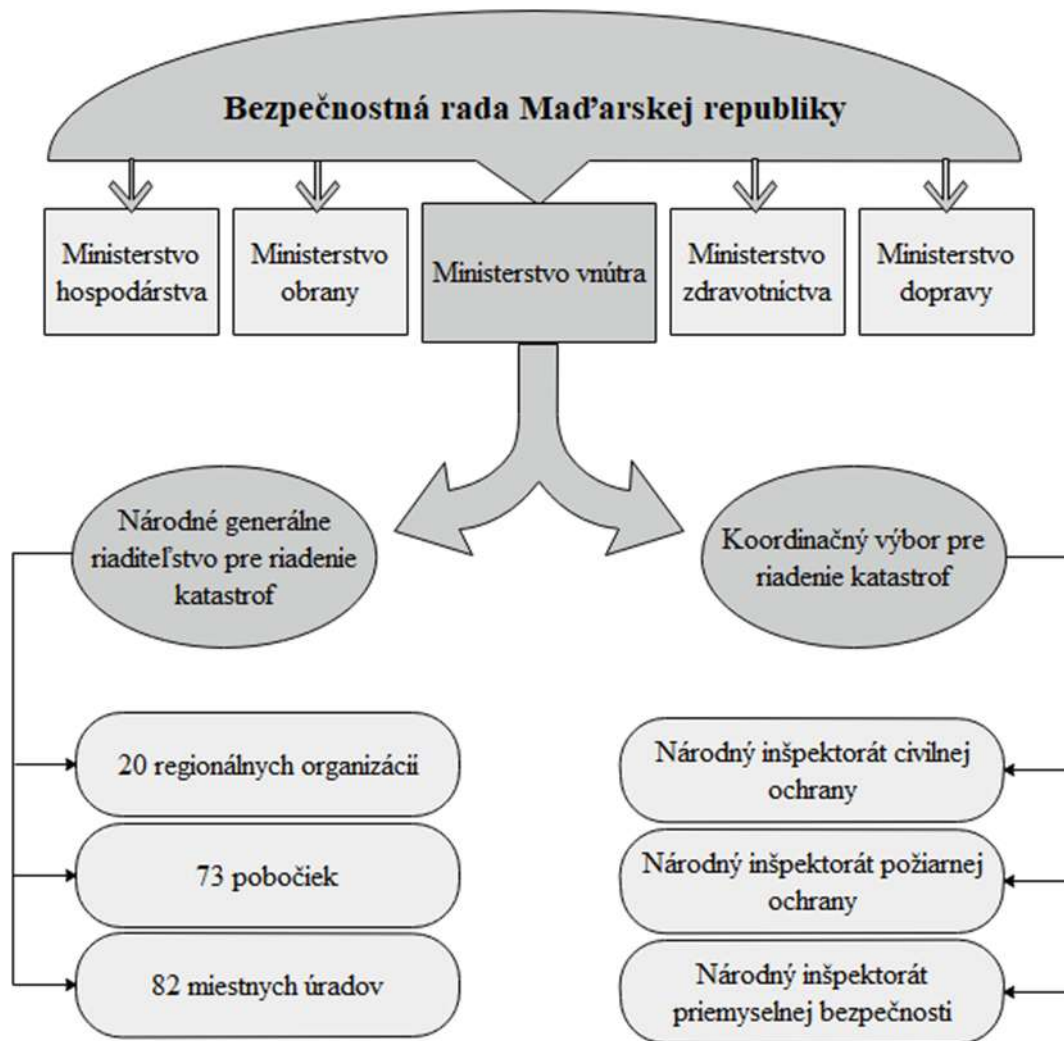 Bezpečnostná rada Maďarskej republiky
Ministerstvo
hospodárstva
Ministerstvo
obrany
Ministerstvo vnútra
Ministerstvo
zdravotníctva
Ministerstvo
dopravy
Národné generálne
riaditeľstvo pre riadenie
katastrof
Koordinačný výbor pre
riadenie katastrof
20 regionálnych organizácií
73 pobočiek
82 miestnych úradov
Národný inšpektorát civilnej
ochrany
Národný inšpektorát požiarnej
ochrany
Národný inšpektorát
priemyselnej bezpečnosti